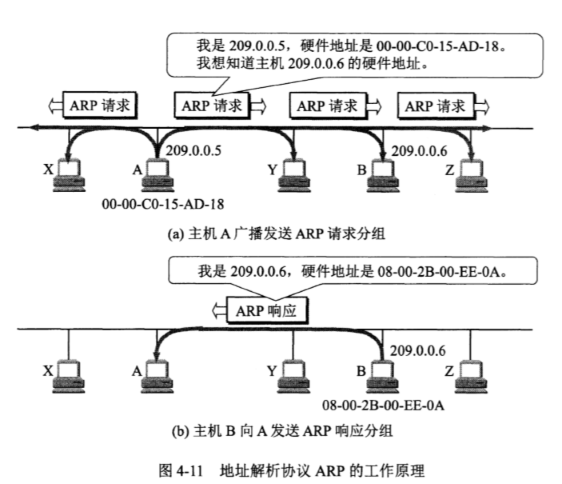 我是 209.0.0.5，硬件地址是 00-00-C0-15-AD-18。
我想知道主机 209.0.0.6 的硬件地址。
ARP 请求
ARP 请求
ARP 请求
ARP 请求
209.0.0.5
209.0.0.6
X
A
Y
B
Z
00-00-C0-15-AD-18
(a) 主机 A 广播发送 ARP 请求分组
我是 209.0.0.6，硬件地址是 08-00-2B-00-EE-0A。
ARP 响应
209.0.0.6
X
A
Y
B
Z
08-00-2B-00-EE-0A
(b) 主机 B 向 A 发送 ARP 响应分组
图 4-11 地址解析协议 ARP 的工作原理